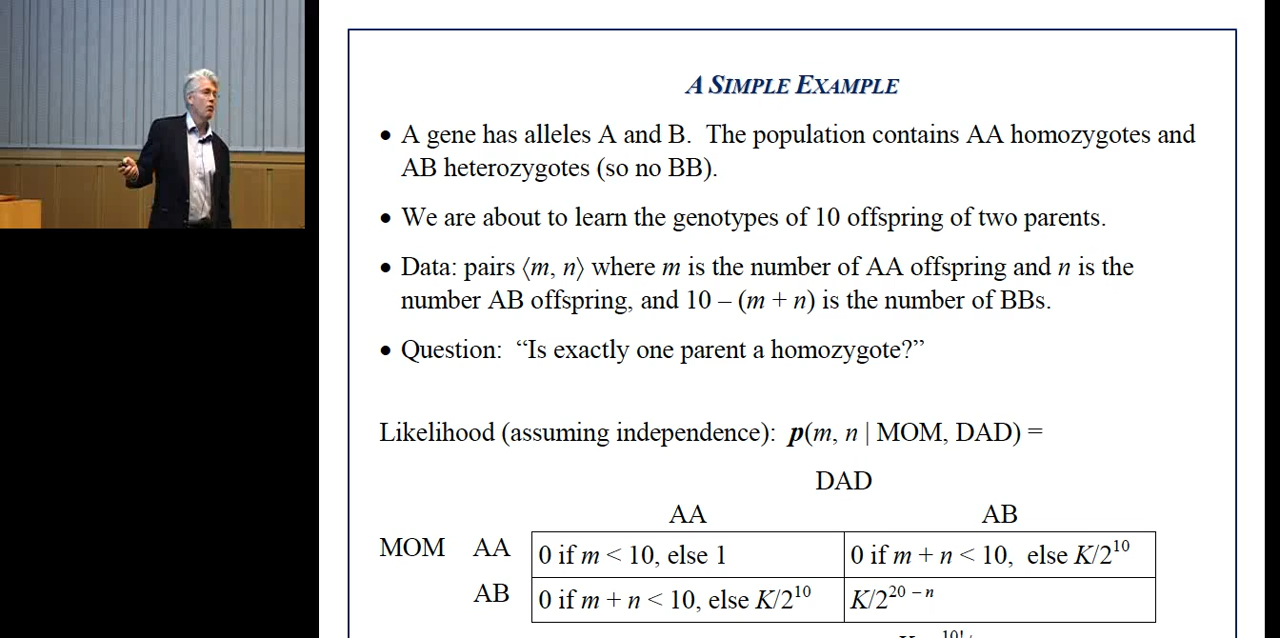 A SIMPLE EXAMPLE
• A gene has alleles A and B. The population contains AA homozygotes and
AB heterozygotes (so no BB).
• We are about to learn the genotypes of 10 offspring of two parents.
• Data: pairs ⟨m, n⟩ where m is the number of AA offspring and n is the
number AB offspring, and 10 – (m + n) is the number of BBs.
• Question: “Is exactly one parent a homozygote?”
Likelihood (assuming independence): p(m, n | MOM, DAD) =
DAD
AA AB
MOM AA 0 if m < 10, else 1 0 if m + n < 10, else K/2¹⁰
AB 0 if m + n < 10, else K/2¹⁰ K/2²⁰ ⁻ ⁿ
10!